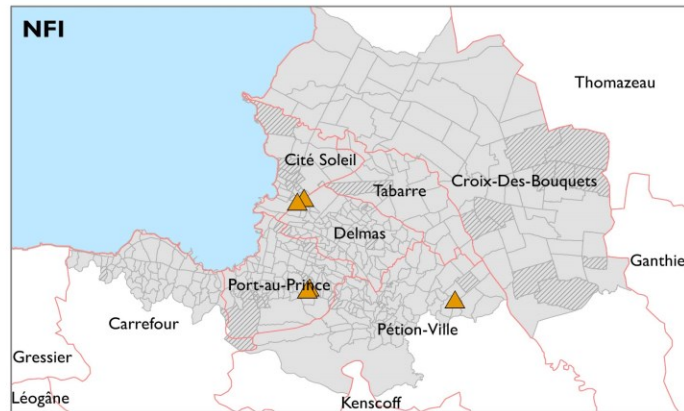 NFI
Thomazeau
Cité Soleil
Tabarre
Croix-Des-Bouquets
Delmas
Ganthie
Port-au-Prince
Carrefour
Pétion-Ville
Gressier
Léogâne
Kenscoff